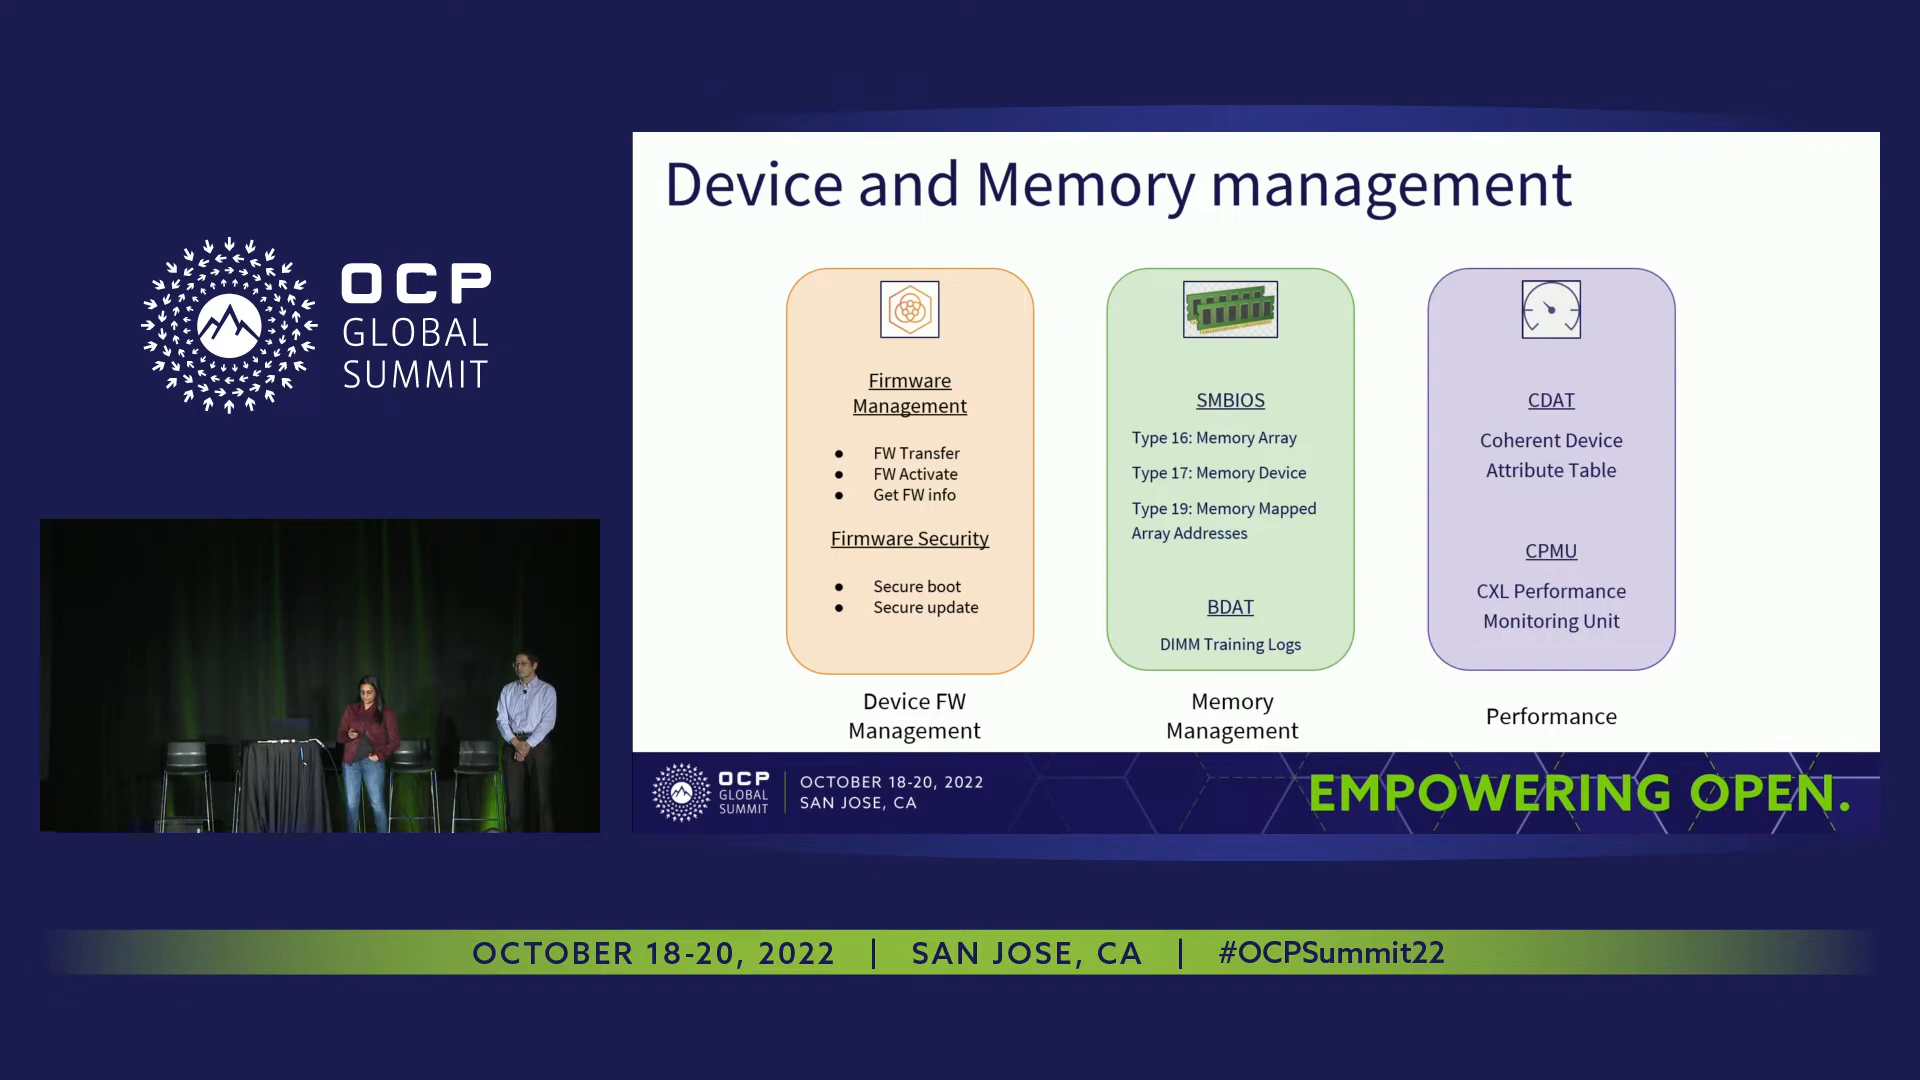 OCP
GLOBAL
SUMMIT
Device and Memory management
Firmware
Management
● FW Transfer
● FW Activate
● Get FW info
Firmware Security
● Secure boot
● Secure update
Device FW
Management
SMBIOS
Type 16: Memory Array
Type 17: Memory Device
Type 19: Memory Mapped
Array Addresses
BDAT
DIMM Training Logs
Memory
Management
CDAT
Coherent Device
Attribute Table
CPMU
CXL Performance
Monitoring Unit
Performance
OCP
GLOBAL
SUMMIT
OCTOBER 18-20, 2022
SAN JOSE, CA
EMPOWERING OPEN.
OCTOBER 18-20, 2022 | SAN JOSE, CA | #OCPSummit22